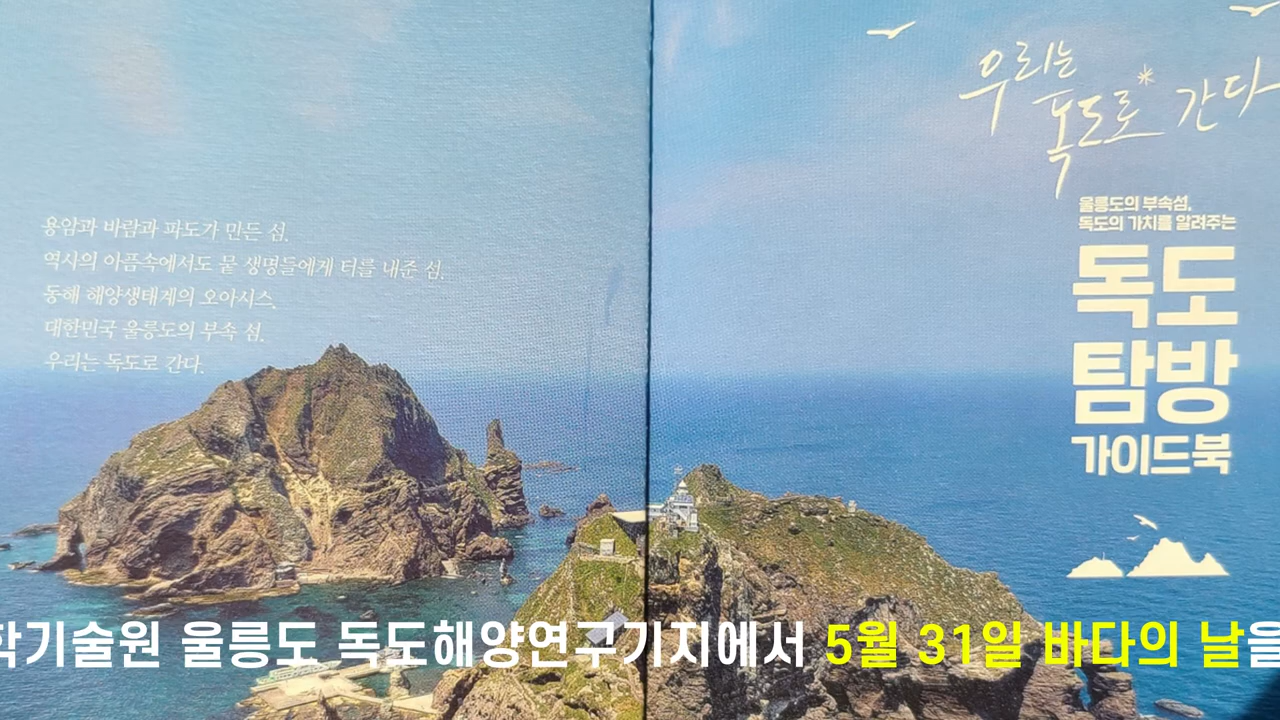 용암과 바람과 파도가 만든 섬.
역사의 아픔속에서도 뭍 생명들에게 터를 내준 섬.
동해 해양생태계의 오아시스.
대한민국 울릉도의 부속 섬.
우리는 독도로 간다.
우리는
독도로* 간다
울릉도의 부속섬,
독도의 가치를 알려주는
독도
탐방
가이드북
학기술원 울릉도 독도해양연구기지에서 5월 31일 바다의 날을